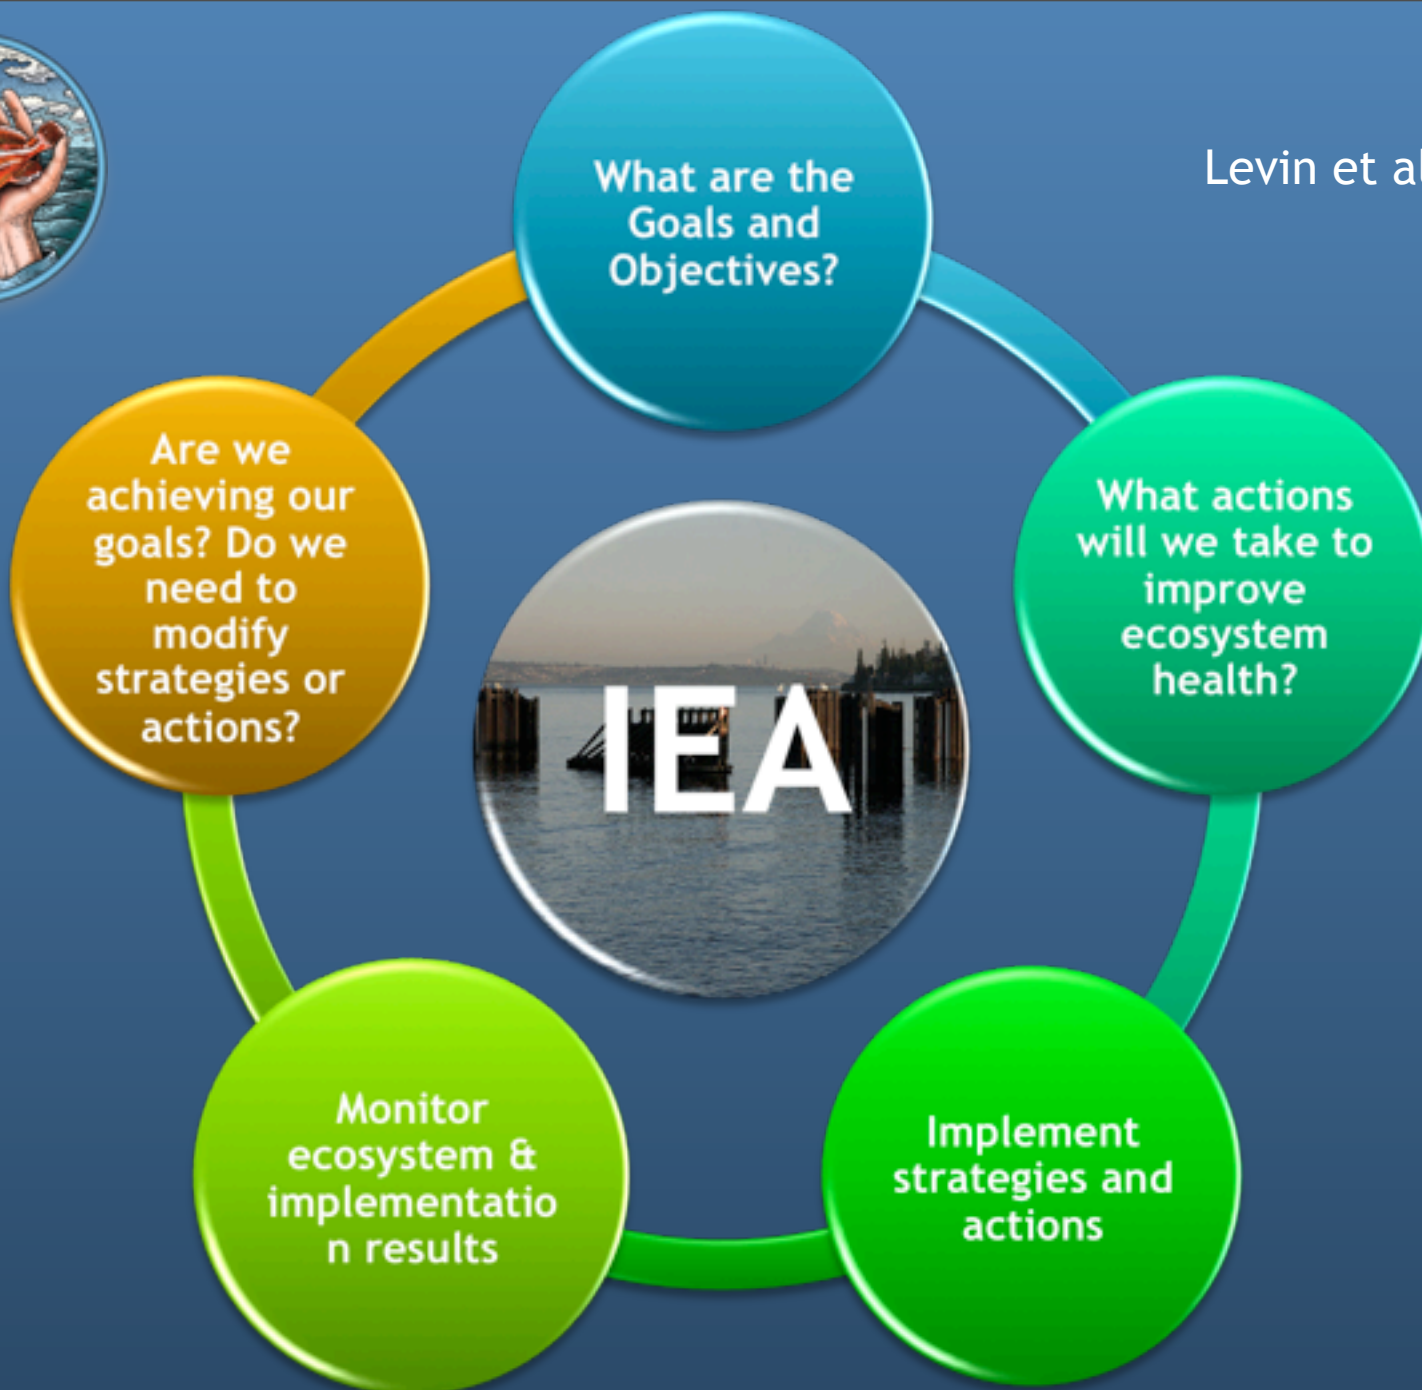 What are the
Goals and
Objectives?
Levin et al
What actions
will we take to
improve
ecosystem
health?
Implement
strategies and
actions
Monitor
ecosystem &
implementatio
n results
Are we
achieving our
goals? Do we
need to
modify
strategies or
actions?
IEA